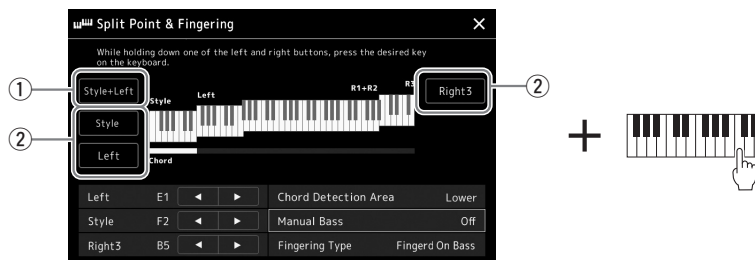 Split Point & Fingering
×
While holding down one of the left and right buttons, press the desired key
on the keyboard.
1
Style+Left
Style
Left
R1+R2
R3
Right3
2
2
Style
Left
Chord
Left E1 ◀ ▶ Chord Detection Area Lower
Style F2 ◀ ▶ Manual Bass Off
Right3 B5 ◀ ▶ Fingering Type Fingerd On Bass
+